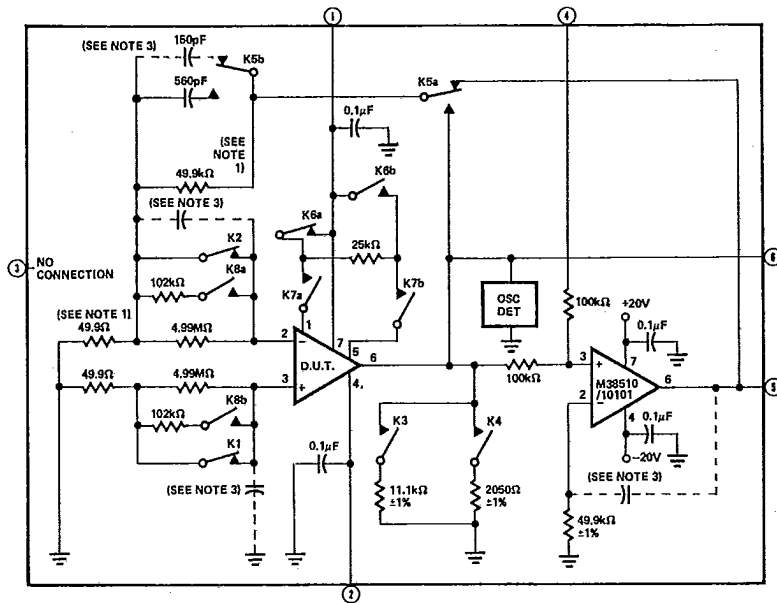 1
4
(SEE NOTE 3)
150pF
K5b
K5a
560pF
0.1µF
(SEE
NOTE
1)
K6b
49.9kΩ
(SEE NOTE 3)
K6a
K2
25kΩ
3
NO
CONNECTION
102kΩ
K8a
K7a
K7b
6
OSC
DET
100kΩ
+20V
(SEE NOTE 1)
49.9Ω
4.99MΩ
2
1
7
5
−
D.U.T.
6
0.1µF
7
49.9Ω
4.99MΩ
3
+
4
100kΩ
3
+
M38510
/10101
6
5
2
−
102kΩ
K8b
K3
K4
4
0.1µF
K1
0.1µF
−20V
(SEE NOTE 3)
(SEE NOTE 3)
11.1kΩ
±1%
2050Ω
±1%
49.9kΩ
±1%
2